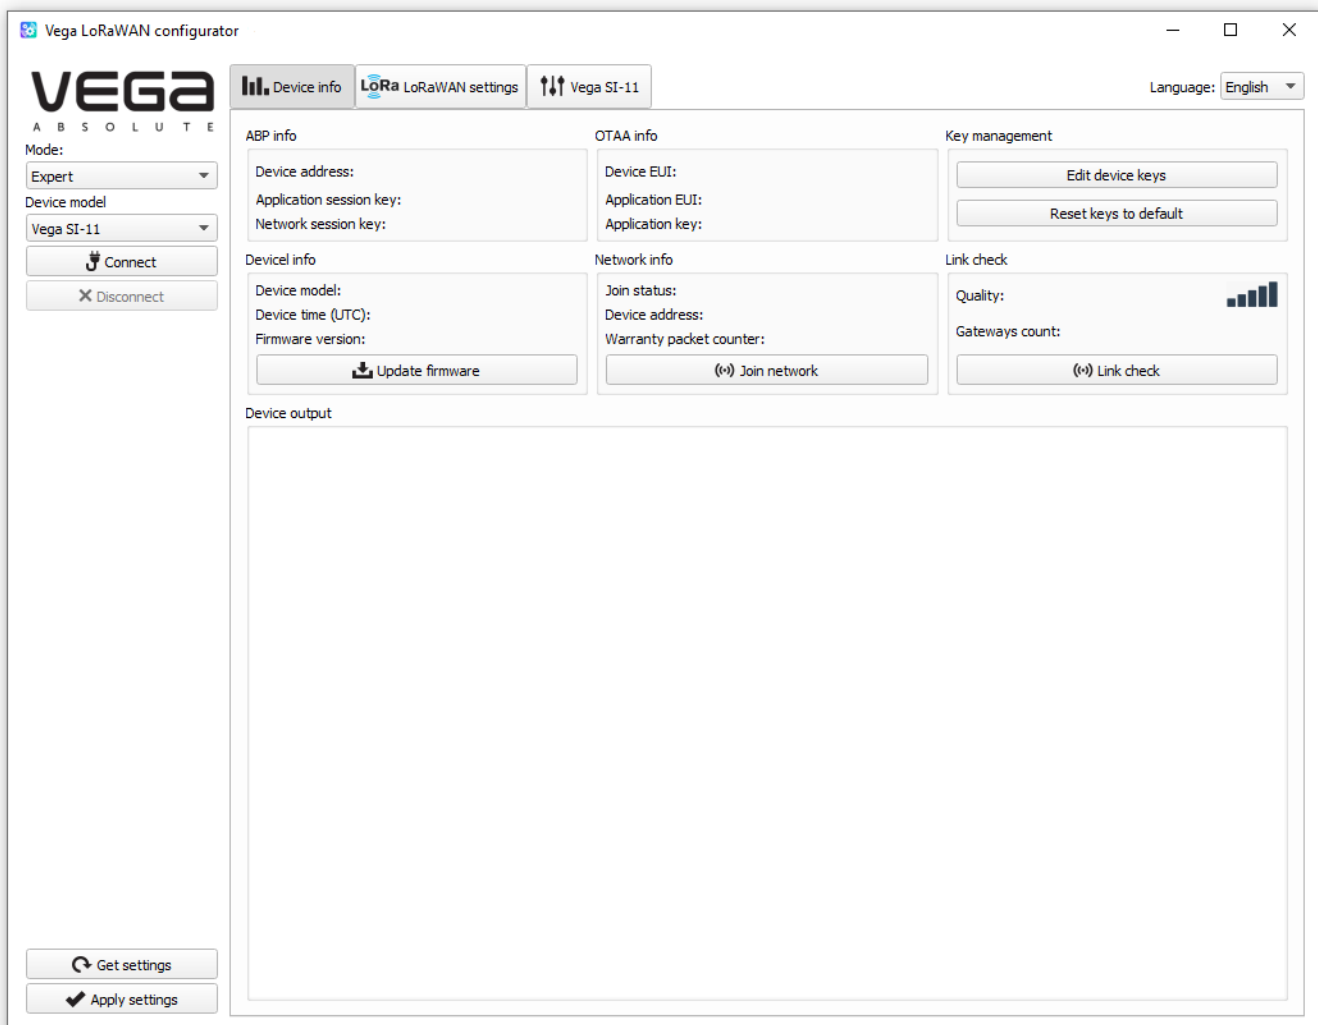 Vega LoRaWAN configurator
VEGA
ABSOLUTE
Mode:
Expert
Device model
Vega SI-11
Connect
Disconnect
Get settings
Apply settings
Device info
LoRa LoRaWAN settings
Vega SI-11
Language: English
ABP info
Device address:
Application session key:
Network session key:
OTAA info
Device EUI:
Application EUI:
Application key:
Key management
Edit device keys
Reset keys to default
Devicel info
Device model:
Device time (UTC):
Firmware version:
Update firmware
Network info
Join status:
Device address:
Warranty packet counter:
Join network
Link check
Quality:
Gateways count:
Link check
Device output